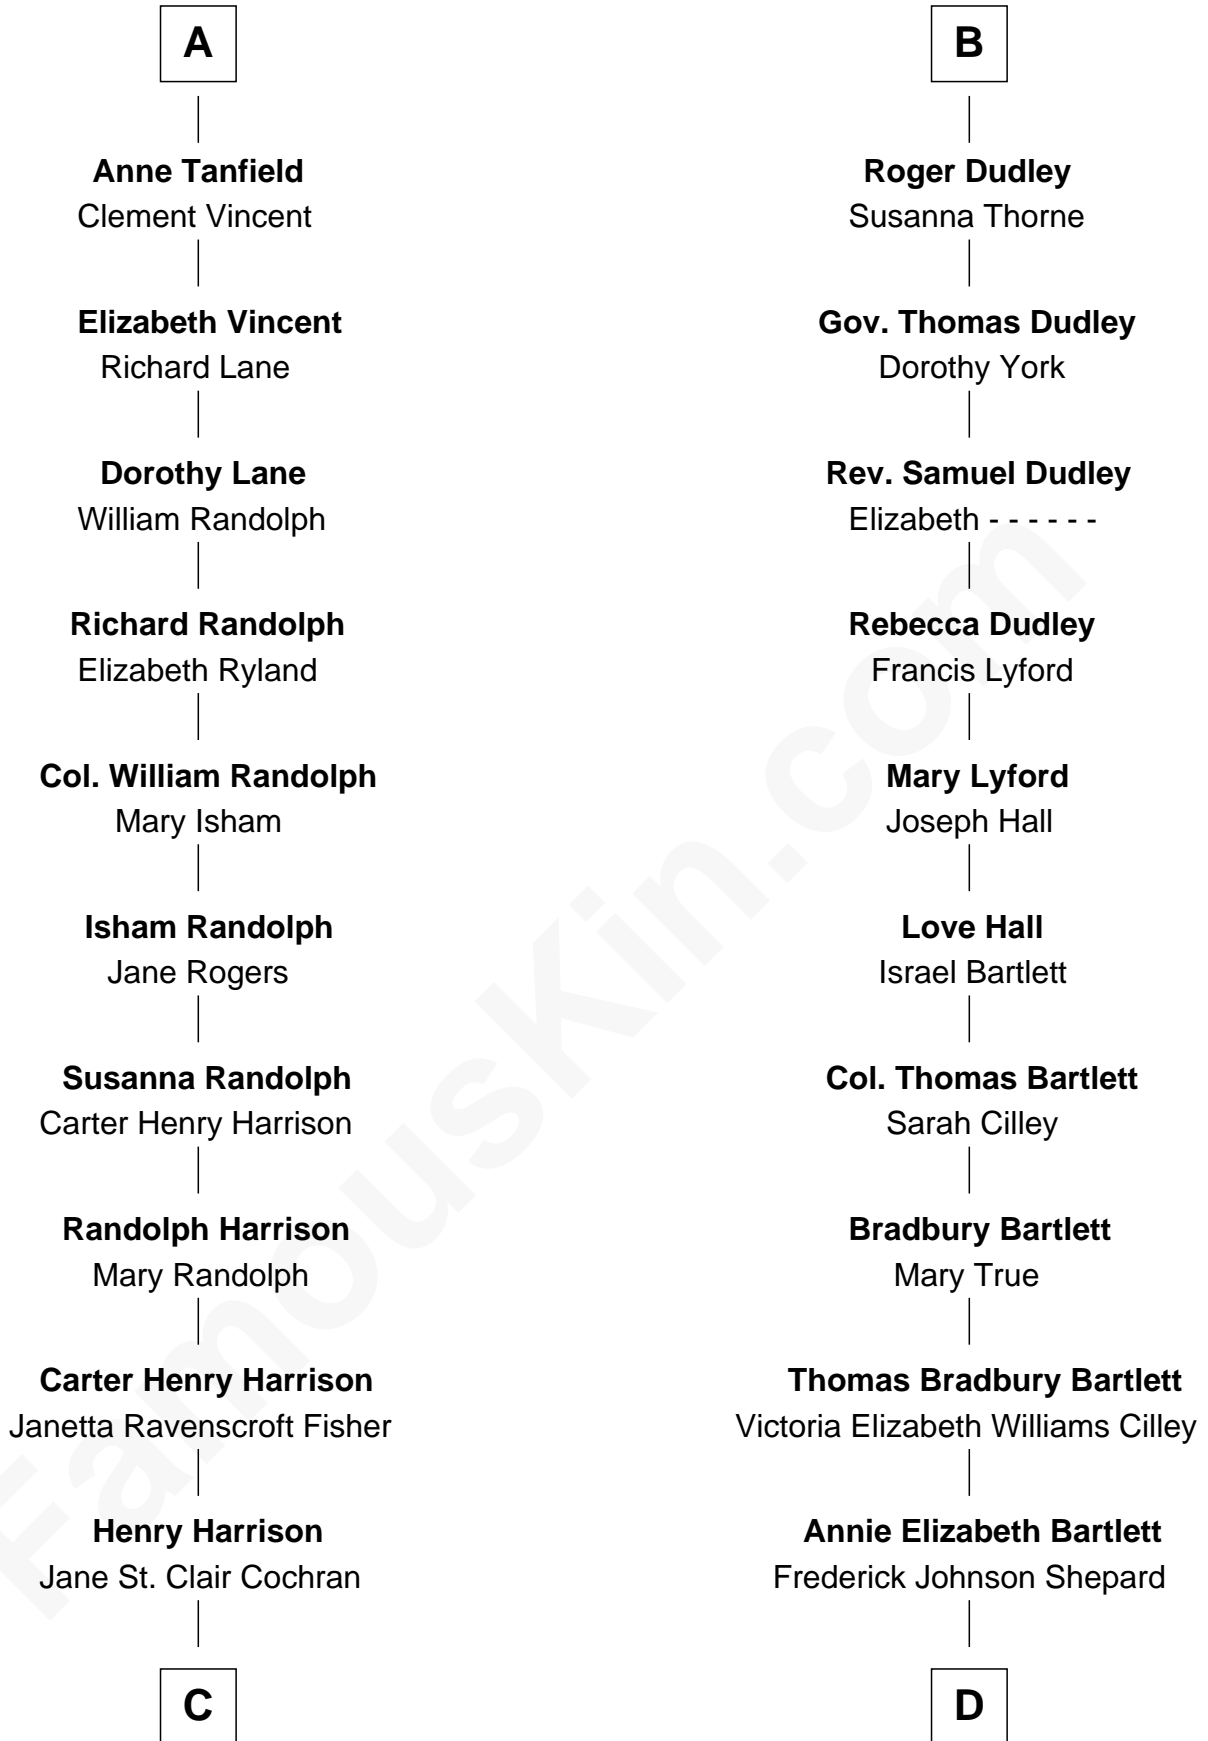 A
Anne Tanfield
Clement Vincent
Elizabeth Vincent
Richard Lane
Dorothy Lane
William Randolph
Richard Randolph
Elizabeth Ryland
Col. William Randolph
Mary Isham
Isham Randolph
Jane Rogers
Susanna Randolph
Carter Henry Harrison
Randolph Harrison
Mary Randolph
Carter Henry Harrison
Janetta Ravenscroft Fisher
Henry Harrison
Jane St. Clair Cochran
C
B
Roger Dudley
Susanna Thorne
Gov. Thomas Dudley
Dorothy York
Rev. Samuel Dudley
Elizabeth - - - - - -
Rebecca Dudley
Francis Lyford
Mary Lyford
Joseph Hall
Love Hall
Israel Bartlett
Col. Thomas Bartlett
Sarah Cilley
Bradbury Bartlett
Mary True
Thomas Bradbury Bartlett
Victoria Elizabeth Williams Cilley
Annie Elizabeth Bartlett
Frederick Johnson Shepard
D
FamousKin.com